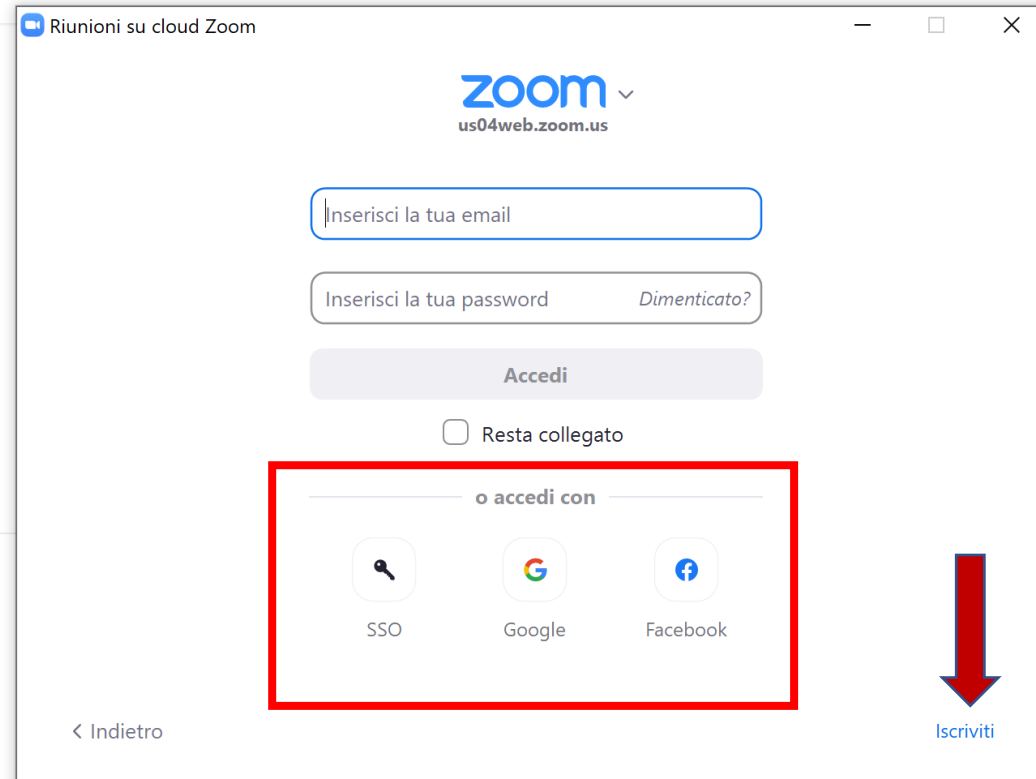 Riunioni su cloud Zoom
zoom
us04web.zoom.us
Inserisci la tua email
Inserisci la tua password Dimenticato?
Accedi
Resta collegato
o accedi con
SSO Google Facebook
Indietro Iscriviti